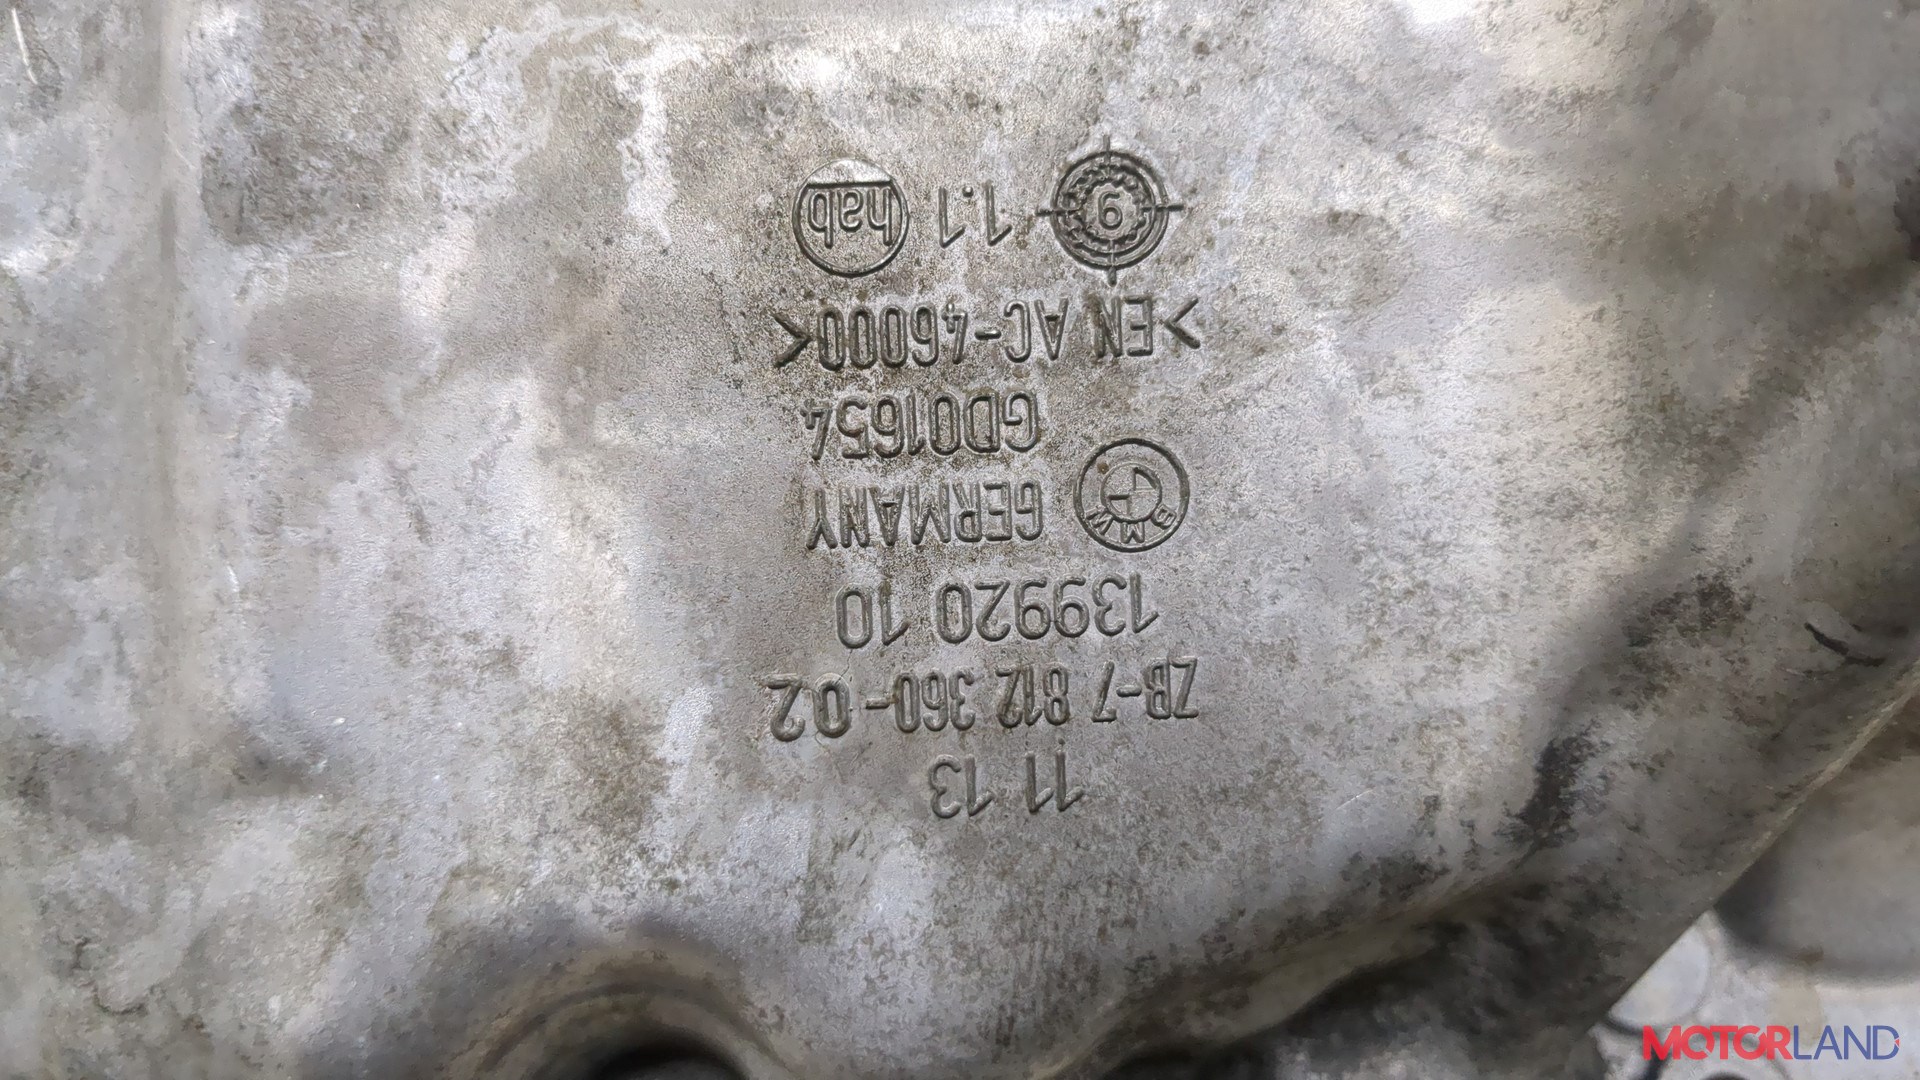 11 13
ZB-7 812 360-02
139920 10
BMW GERMANY
GD01654
>EN AC-46000<
9 1.1 hab
MOTORLAND